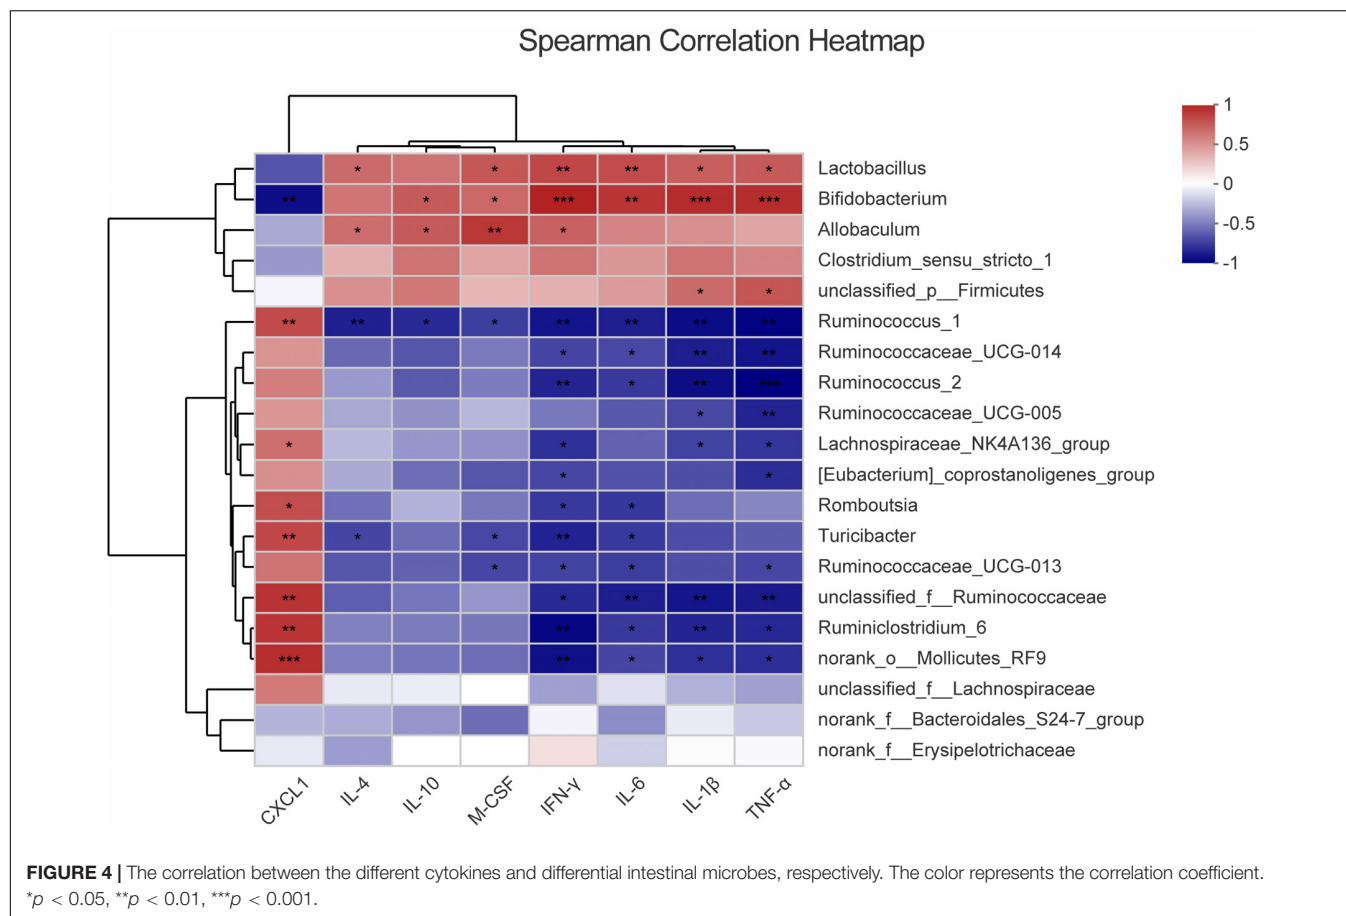 Spearman Correlation Heatmap
1
0.5
0
-0.5
-1
* * ** ** * * Lactobacillus
** * * *** ** *** *** Bifidobacterium
* * ** * Allobaculum
Clostridium_sensu_stricto_1
* * unclassified_p__Firmicutes
** ** * * ** ** ** ** Ruminococcus_1
* * ** ** Ruminococcaceae_UCG-014
** * ** *** Ruminococcus_2
* ** Ruminococcaceae_UCG-005
* * * * Lachnospiraceae_NK4A136_group
* * [Eubacterium]_coprostanoligenes_group
* * * Romboutsia
** * * ** * Turicibacter
* * * * Ruminococcaceae_UCG-013
** * ** ** ** unclassified_f__Ruminococcaceae
** ** * ** * Ruminiclostridium_6
*** ** * * * norank_o__Mollicutes_RF9
unclassified_f__Lachnospiraceae
norank_f__Bacteroidales_S24-7_group
norank_f__Erysipelotrichaceae
CXCL1 IL-4 IL-10 M-CSF IFN-γ IL-6 IL-1β TNF-α
FIGURE 4 | The correlation between the different cytokines and differential intestinal microbes, respectively. The color represents the correlation coefficient.
*p < 0.05, **p < 0.01, ***p < 0.001.